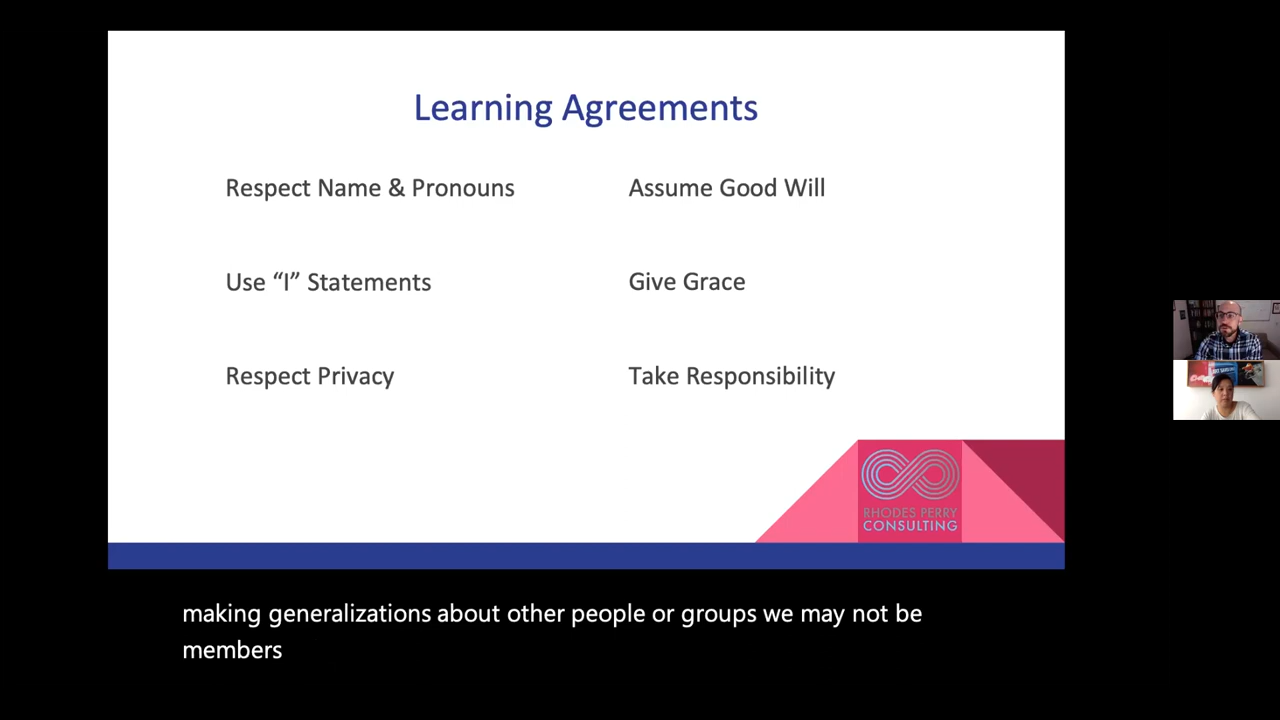 Learning Agreements
Respect Name & Pronouns
Assume Good Will
Use “I” Statements
Give Grace
Respect Privacy
Take Responsibility
RHODES PERRY
CONSULTING
making generalizations about other people or groups we may not be
members